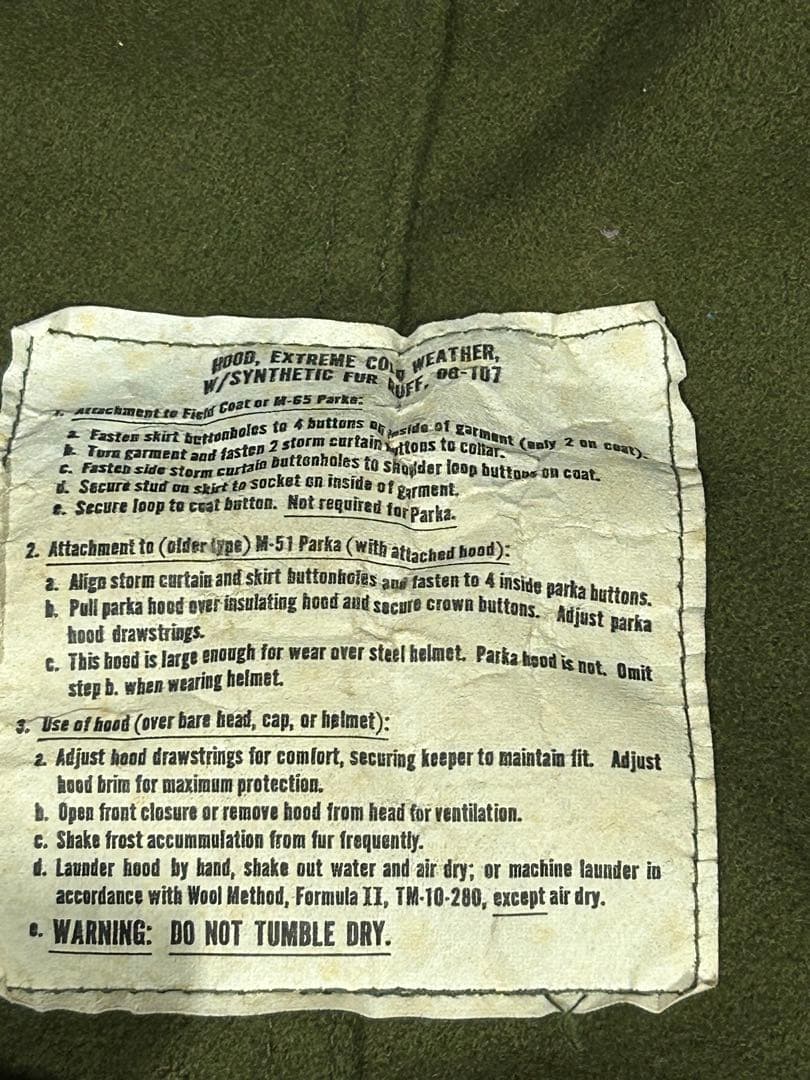 HOOD, EXTREME COLD WEATHER,
W/SYNTHETIC FUR RUFF, OG-107
1. Attachment to Field Coat or M-65 Parka:
a. Fasten skirt buttonholes to 4 buttons on inside of garment (only 2 on coat).
b. Turn garment and fasten 2 storm curtain buttons to collar.
c. Fasten side storm curtain buttonholes to shoulder loop buttons on coat.
d. Secure stud on skirt to socket on inside of garment.
e. Secure loop to coat button. Not required for Parka.
2. Attachment to (older type) M-51 Parka (with attached hood):
a. Align storm curtain and skirt buttonholes and fasten to 4 inside parka buttons.
b. Pull parka hood over insulating hood and secure crown buttons. Adjust parka
hood drawstrings.
c. This hood is large enough for wear over steel helmet. Parka hood is not. Omit
step b. when wearing helmet.
3. Use of hood (over bare head, cap, or helmet):
a. Adjust hood drawstrings for comfort, securing keeper to maintain fit. Adjust
hood brim for maximum protection.
b. Open front closure or remove hood from head for ventilation.
c. Shake frost accummulation from fur frequently.
d. Launder hood by hand, shake out water and air dry; or machine launder in
accordance with Wool Method, Formula II, TM-10-280, except air dry.
e. WARNING: DO NOT TUMBLE DRY.